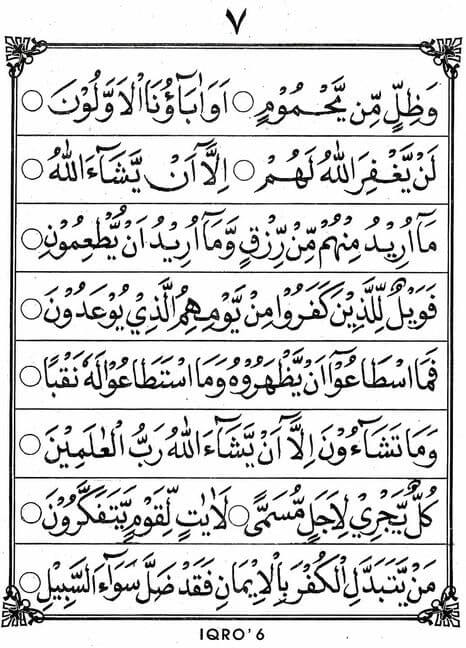 ٧
وَظِلٍّ مِّن يَّحْمُوْمٍ ○ اَوَاٰبَآؤُنَا الْاَوَّلُوْنَ ○
لَنْ يَّغْفِرَ اللّٰهُ لَهُمْ ○ اِلَّآ اَنْ يَّشَآءَ اللّٰهُ ○
مَآ اُرِيْدُ مِنْهُمْ مِّنْ رِّزْقٍ وَّمَآ اُرِيْدُ اَنْ يُّطْعِمُوْنِ ○
فَوَيْلٌ لِّلَّذِيْنَ كَفَرُوْا مِنْ يَّوْمِهِمُ الَّذِيْ يُوْعَدُوْنَ ○
فَمَا اسْطَاعُوْٓا اَنْ يَّظْهَرُوْهُ وَمَا اسْتَطَاعُوْا لَهٗ نَقْبًا ○
وَمَا تَشَآءُوْنَ اِلَّآ اَنْ يَّشَآءَ اللّٰهُ رَبُّ الْعٰلَمِيْنَ ○
كُلٌّ يَّجْرِيْ لِاَجَلٍ مُّسَمًّى ○ لَاٰيٰتٍ لِّقَوْمٍ يَّتَفَكَّرُوْنَ ○
مَنْ يَّتَبَدَّلِ الْكُفْرَ بِالْاِيْمَانِ فَقَدْ ضَلَّ سَوَآءَ السَّبِيْلِ ○
IQRO'6